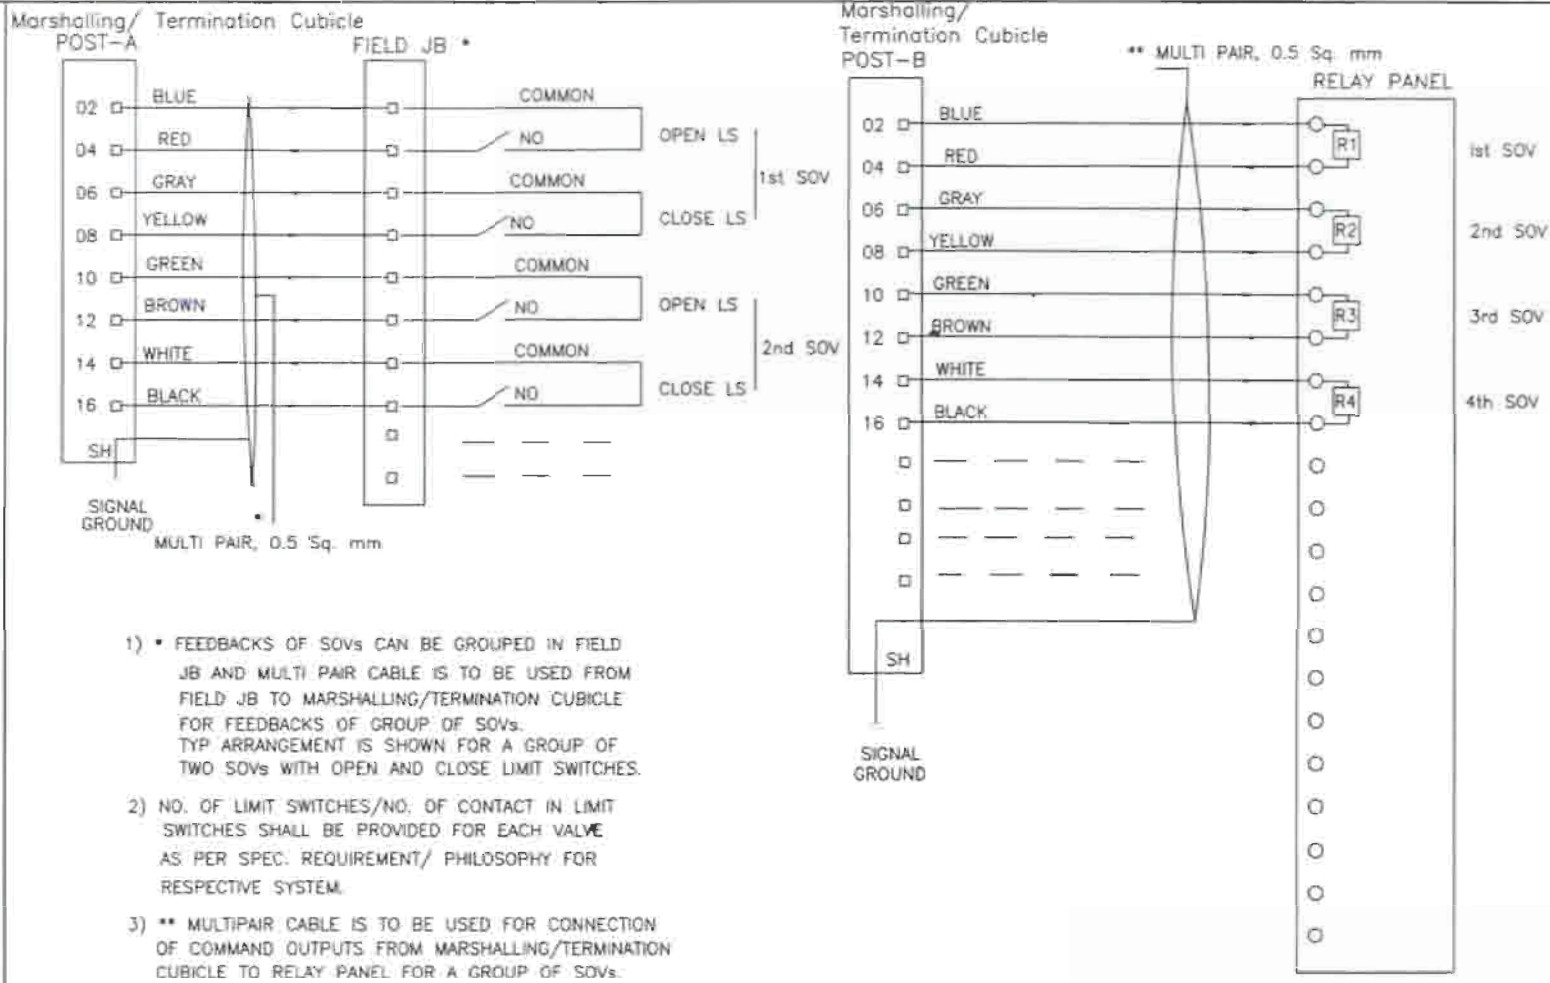 Marshalling/ Termination Cubicle
POST-A
FIELD JB *
02 BLUE COMMON
04 RED NO OPEN LS
06 GRAY COMMON
1st SOV
08 YELLOW NO CLOSE LS
10 GREEN COMMON
12 BROWN NO OPEN LS
14 WHITE COMMON
2nd SOV
16 BLACK NO CLOSE LS
SH
SIGNAL
GROUND
*
MULTI PAIR, 0.5 Sq. mm
1) * FEEDBACKS OF SOVs CAN BE GROUPED IN FIELD
JB AND MULTI PAIR CABLE IS TO BE USED FROM
FIELD JB TO MARSHALLING/TERMINATION CUBICLE
FOR FEEDBACKS OF GROUP OF SOVs.
TYP ARRANGEMENT IS SHOWN FOR A GROUP OF
TWO SOVs WITH OPEN AND CLOSE LIMIT SWITCHES.
2) NO. OF LIMIT SWITCHES/NO. OF CONTACT IN LIMIT
SWITCHES SHALL BE PROVIDED FOR EACH VALVE
AS PER SPEC. REQUIREMENT/ PHILOSOPHY FOR
RESPECTIVE SYSTEM.
3) ** MULTIPAIR CABLE IS TO BE USED FOR CONNECTION
OF COMMAND OUTPUTS FROM MARSHALLING/TERMINATION
CUBICLE TO RELAY PANEL FOR A GROUP OF SOVs.
Marshalling/
Termination Cubicle
POST-B
** MULTI PAIR, 0.5 Sq. mm
RELAY PANEL
02 BLUE
R1 1st SOV
04 RED
06 GRAY
R2 2nd SOV
08 YELLOW
10 GREEN
R3 3rd SOV
12 BROWN
14 WHITE
R4 4th SOV
16 BLACK
SH
SIGNAL
GROUND